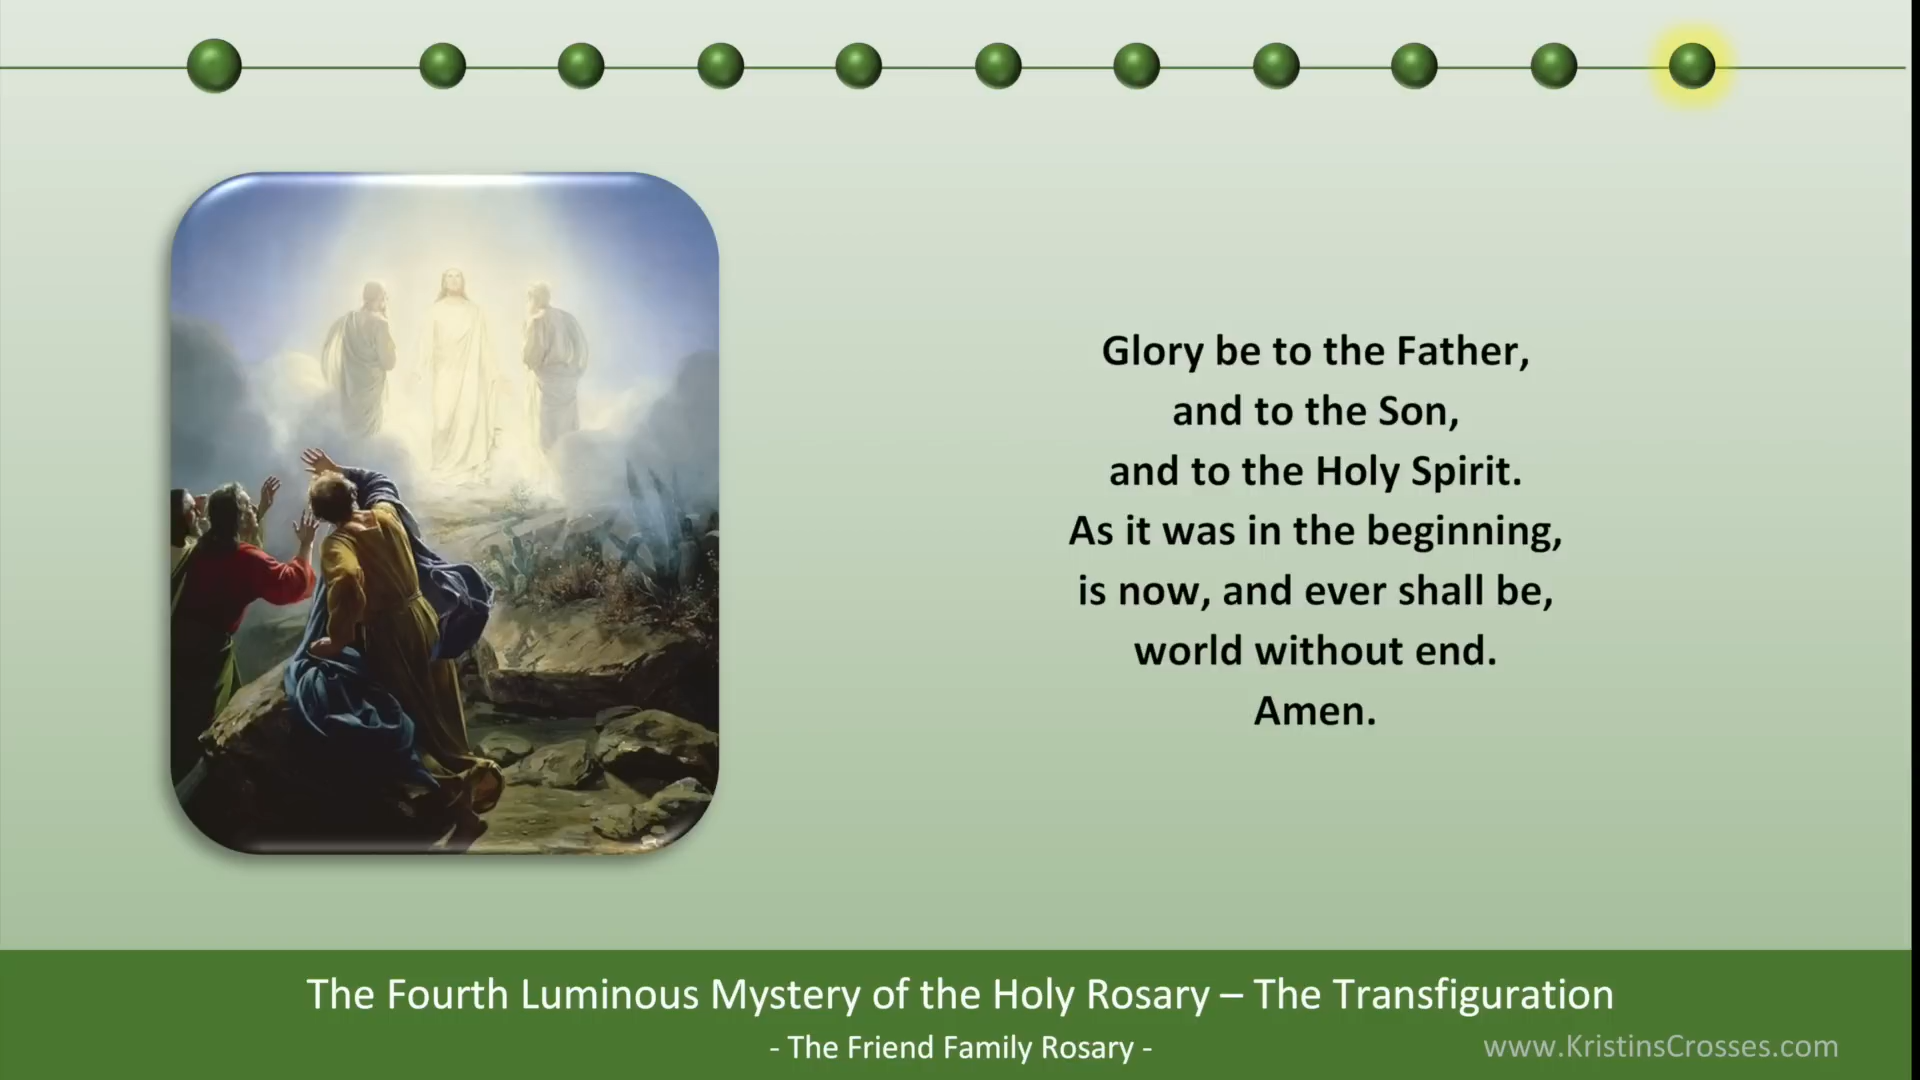 Glory be to the Father,
and to the Son,
and to the Holy Spirit.
As it was in the beginning,
is now, and ever shall be,
world without end.
Amen.
The Fourth Luminous Mystery of the Holy Rosary – The Transfiguration
- The Friend Family Rosary -
www.KristinsCrosses.com